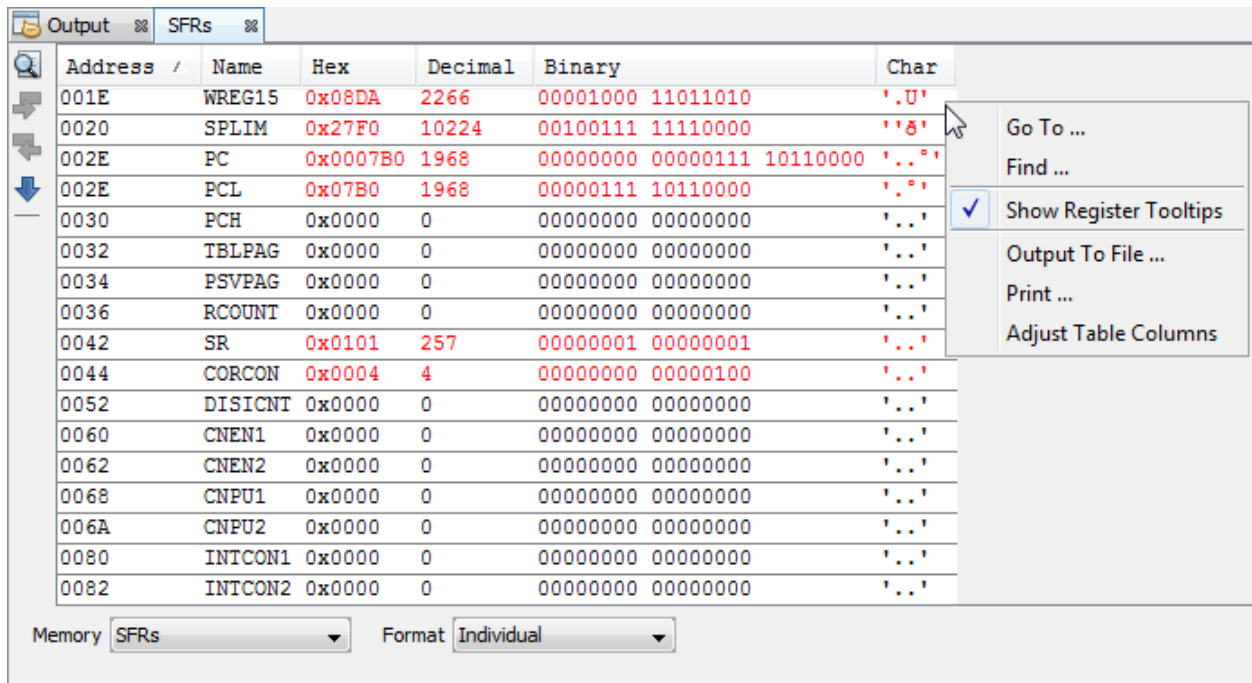 Output SFRs
Address Name Hex Decimal Binary Char
001E WREG15 0x08DA 2266 00001000 11011010 '.Ú'
0020 SPLIM 0x27F0 10224 00100111 11110000 ''ð'
002E PC 0x0007B0 1968 00000000 00000111 10110000 '..°'
002E PCL 0x07B0 1968 00000111 10110000 '.°'
0030 PCH 0x0000 0 00000000 00000000 '..'
0032 TBLPAG 0x0000 0 00000000 00000000 '..'
0034 PSVPAG 0x0000 0 00000000 00000000 '..'
0036 RCOUNT 0x0000 0 00000000 00000000 '..'
0042 SR 0x0101 257 00000001 00000001 '..'
0044 CORCON 0x0004 4 00000000 00000100 '..'
0052 DISICNT 0x0000 0 00000000 00000000 '..'
0060 CNEN1 0x0000 0 00000000 00000000 '..'
0062 CNEN2 0x0000 0 00000000 00000000 '..'
0068 CNPU1 0x0000 0 00000000 00000000 '..'
006A CNPU2 0x0000 0 00000000 00000000 '..'
0080 INTCON1 0x0000 0 00000000 00000000 '..'
0082 INTCON2 0x0000 0 00000000 00000000 '..'
Go To ...
Find ...
Show Register Tooltips
Output To File ...
Print ...
Adjust Table Columns
Memory SFRs Format Individual